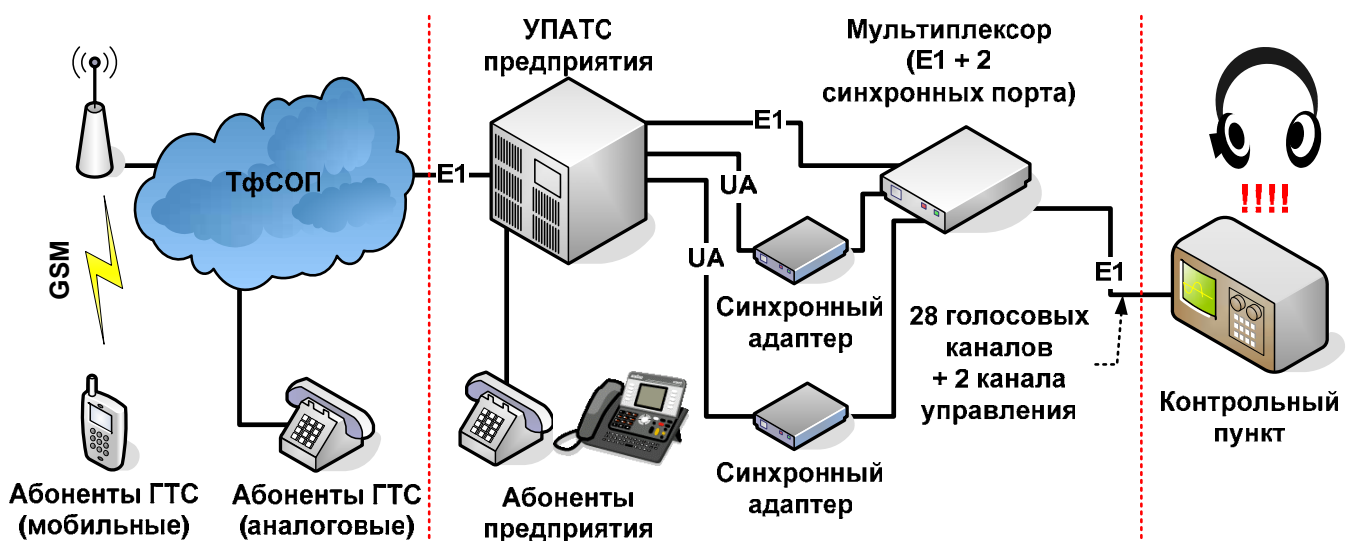 УПАТС
предприятия
Мультиплексор
(E1 + 2
синхронных порта)
ТфСОП
E1
E1
UA
UA
GSM
E1
!!!!
Синхронный
адаптер
28 голосовых
каналов
+ 2 канала
управления
Контрольный
пункт
Синхронный
адаптер
Абоненты ГТС
(мобильные)
Абоненты ГТС
(аналоговые)
Абоненты
предприятия